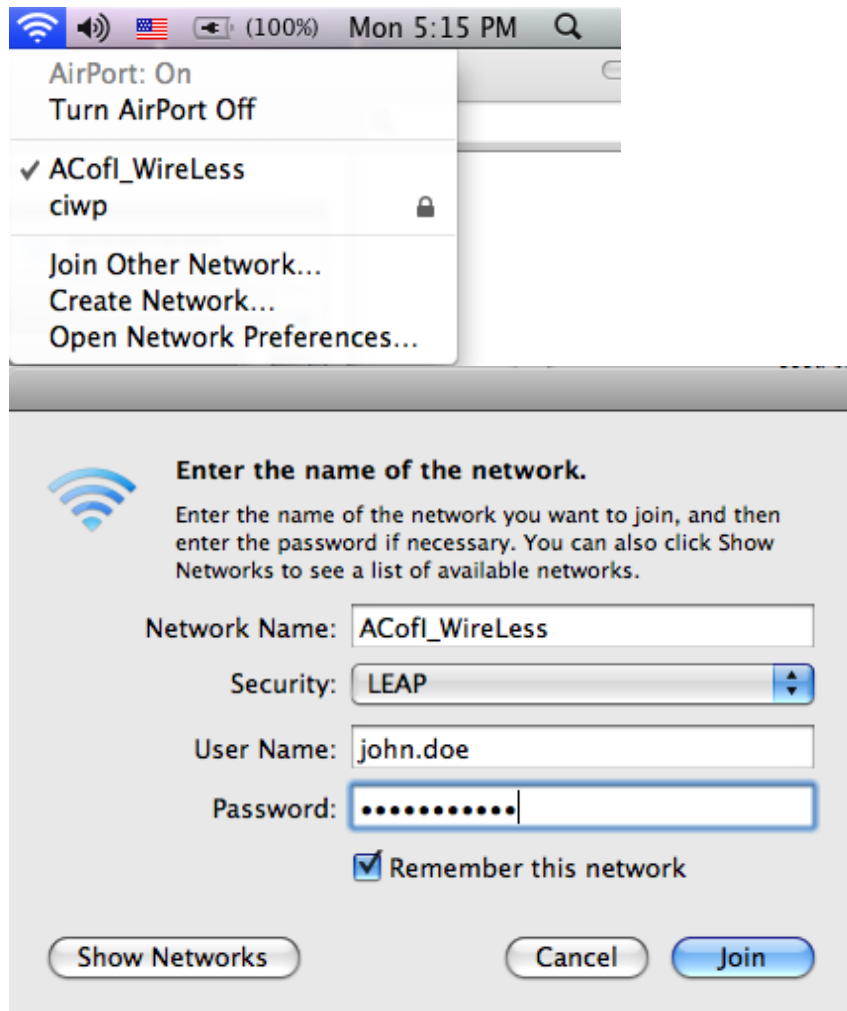 (100%) Mon 5:15 PM
AirPort: On
Turn AirPort Off
✓ ACofI_WireLess
ciwp
Join Other Network...
Create Network...
Open Network Preferences...
Enter the name of the network.
Enter the name of the network you want to join, and then
enter the password if necessary. You can also click Show
Networks to see a list of available networks.
Network Name: ACofI_WireLess
Security: LEAP
User Name: john.doe
Password: •••••••••••
Remember this network
Show Networks
Cancel
Join